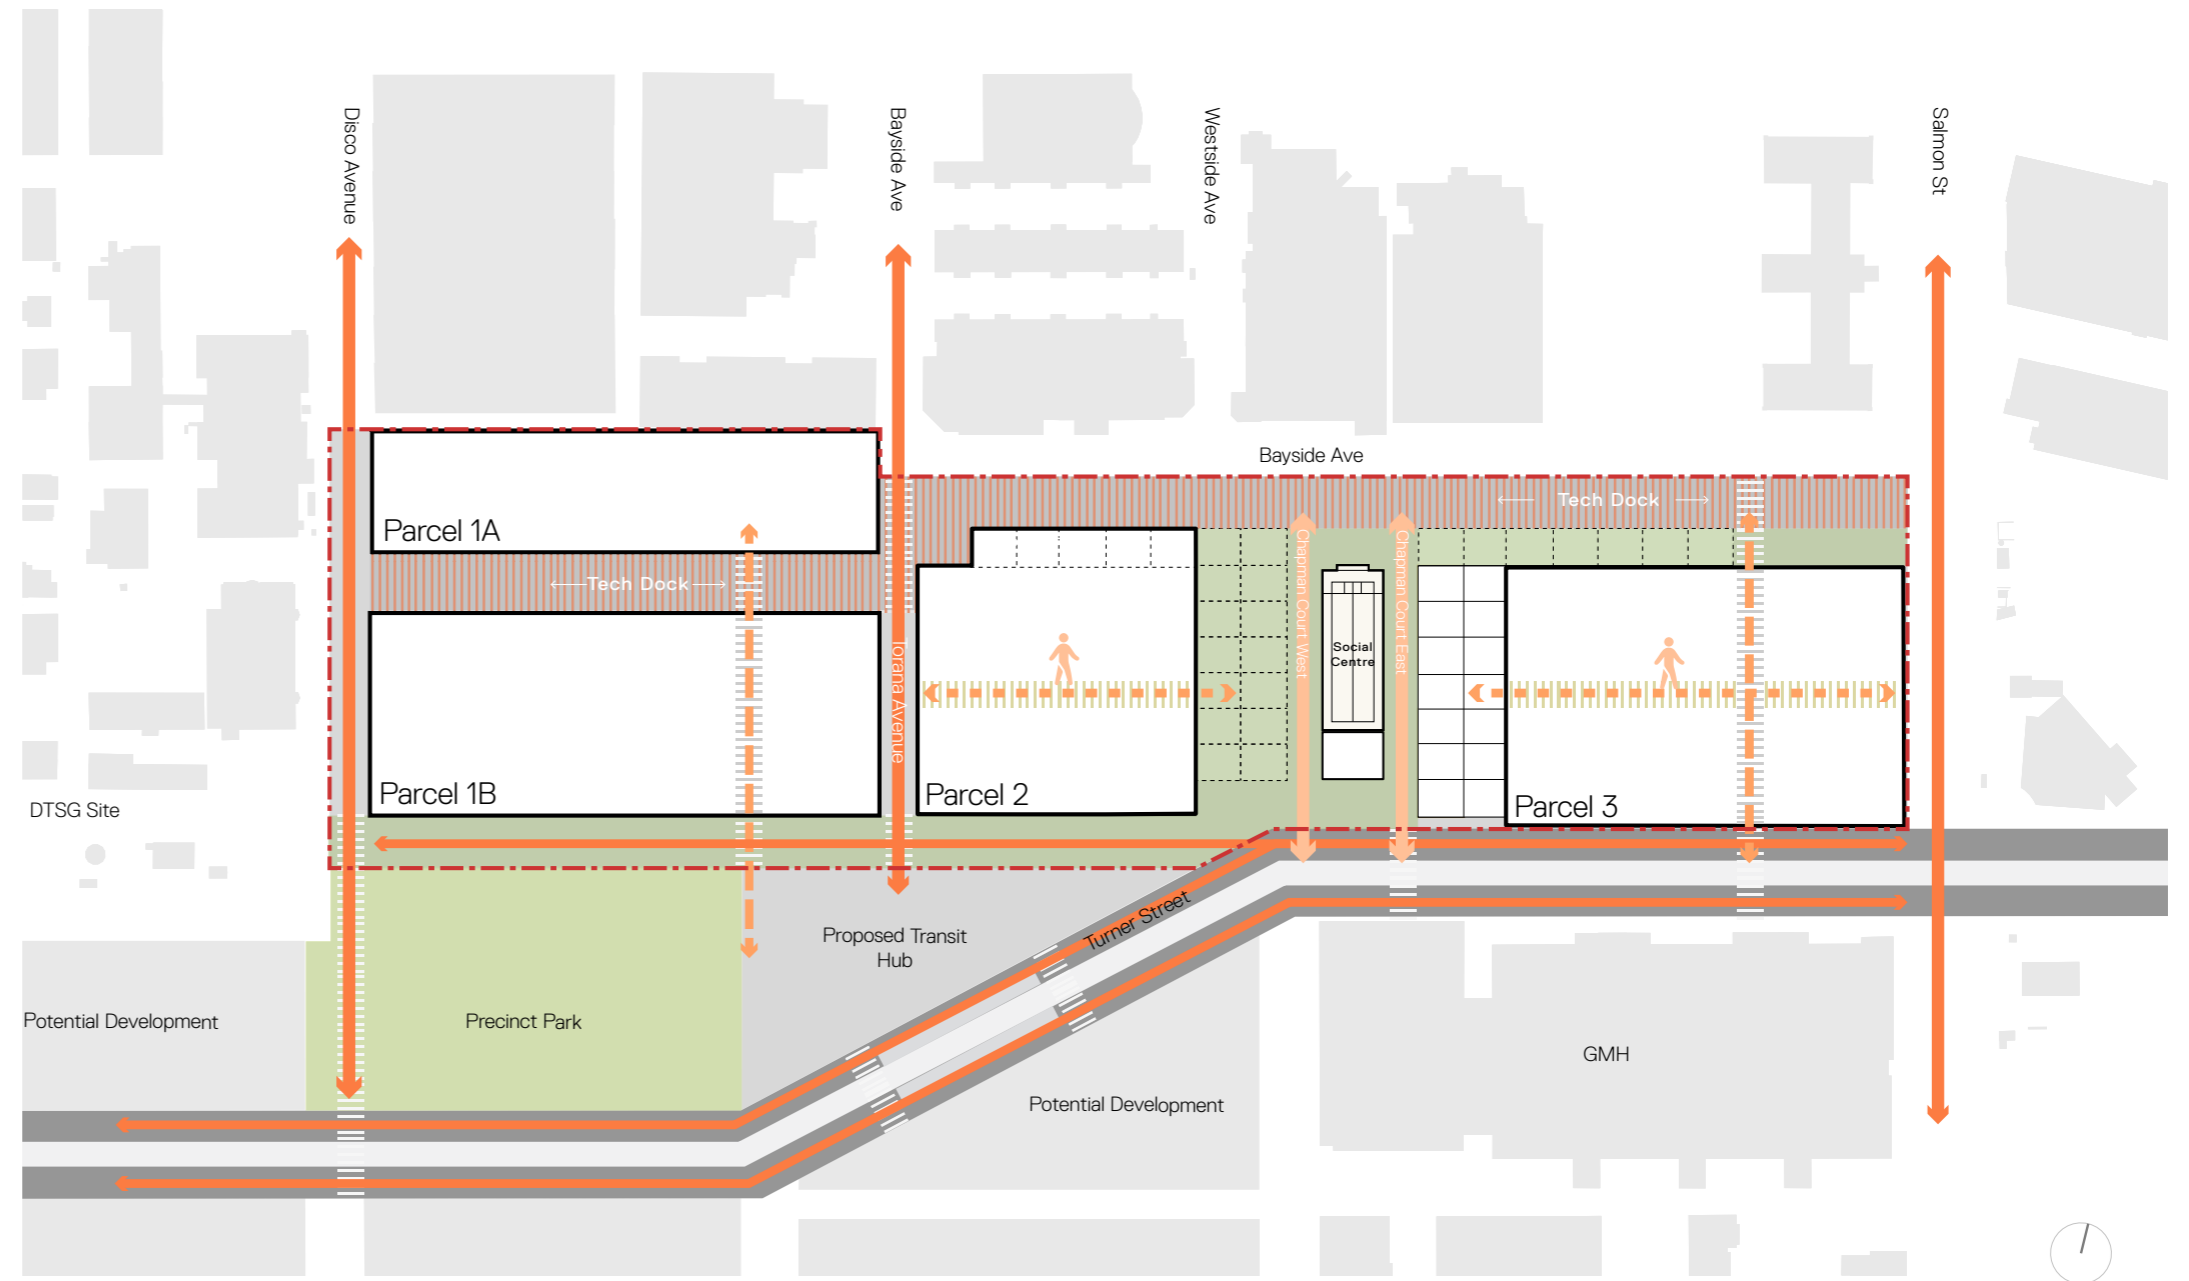 Disco Avenue
Bayside Ave
Westside Ave
Salmon St
Bayside Ave
Tech Dock
Parcel 1A
Tech Dock
Chapman Court West
Chapman Court East
Social
Centre
Torana Avenue
Parcel 1B
Parcel 2
Parcel 3
DTSG Site
Turner Street
Proposed Transit
Hub
Potential Development
Precinct Park
GMH
Potential Development